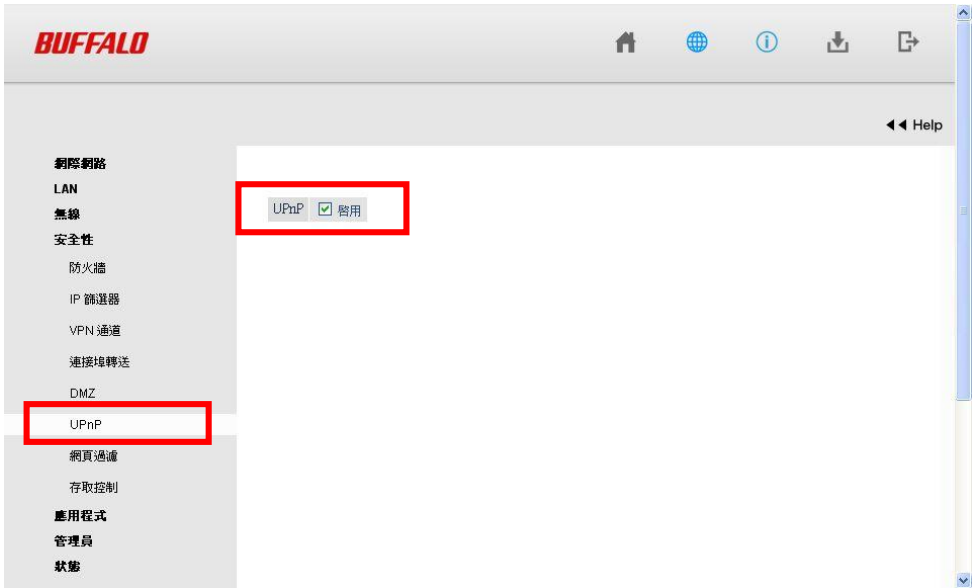 BUFFALO
Help
網際網路
LAN
無線
安全性
防火牆
IP 篩選器
VPN 通道
連接埠轉送
DMZ
UPnP
網頁過濾
存取控制
應用程式
管理員
狀態
UPnP 啓用